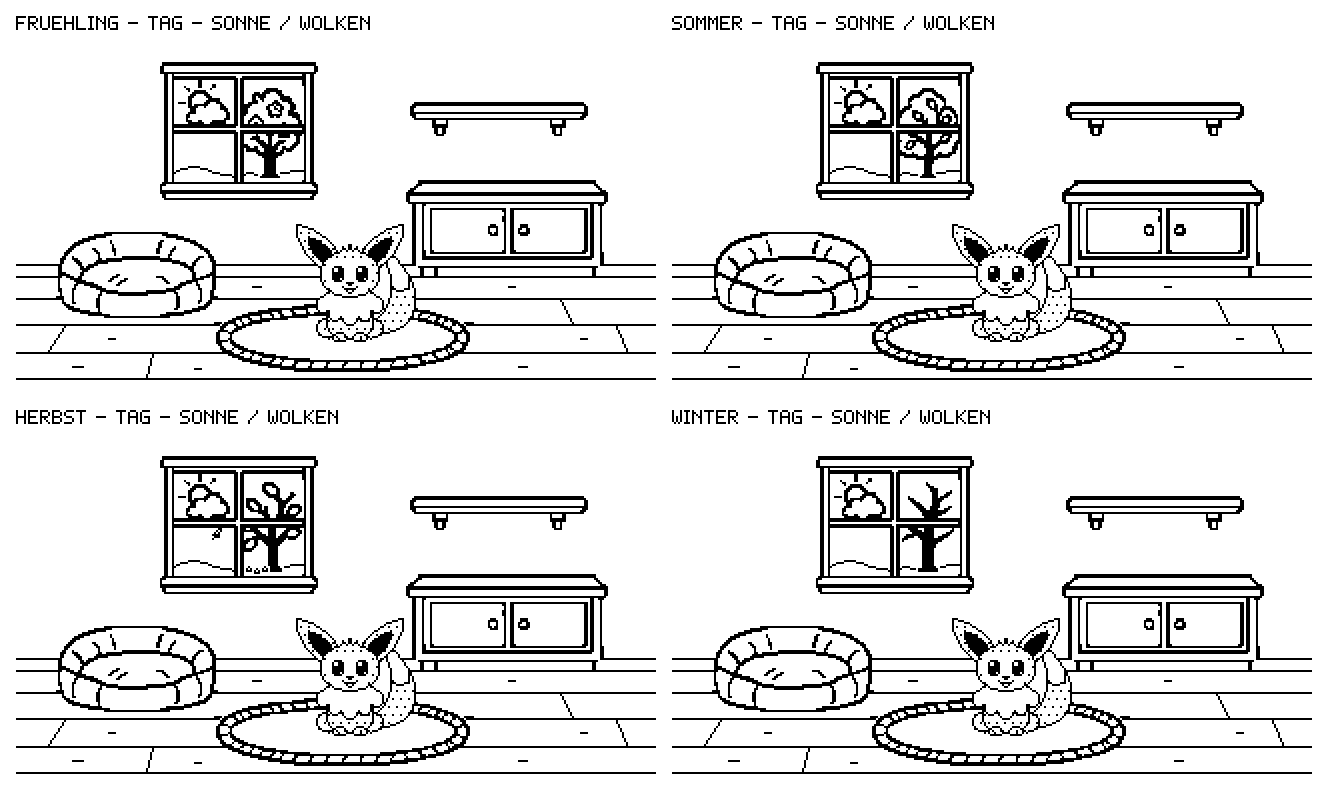 FRUEHLING - TAG - SONNE / WOLKEN
SOMMER - TAG - SONNE / WOLKEN
HERBST - TAG - SONNE / WOLKEN
WINTER - TAG - SONNE / WOLKEN